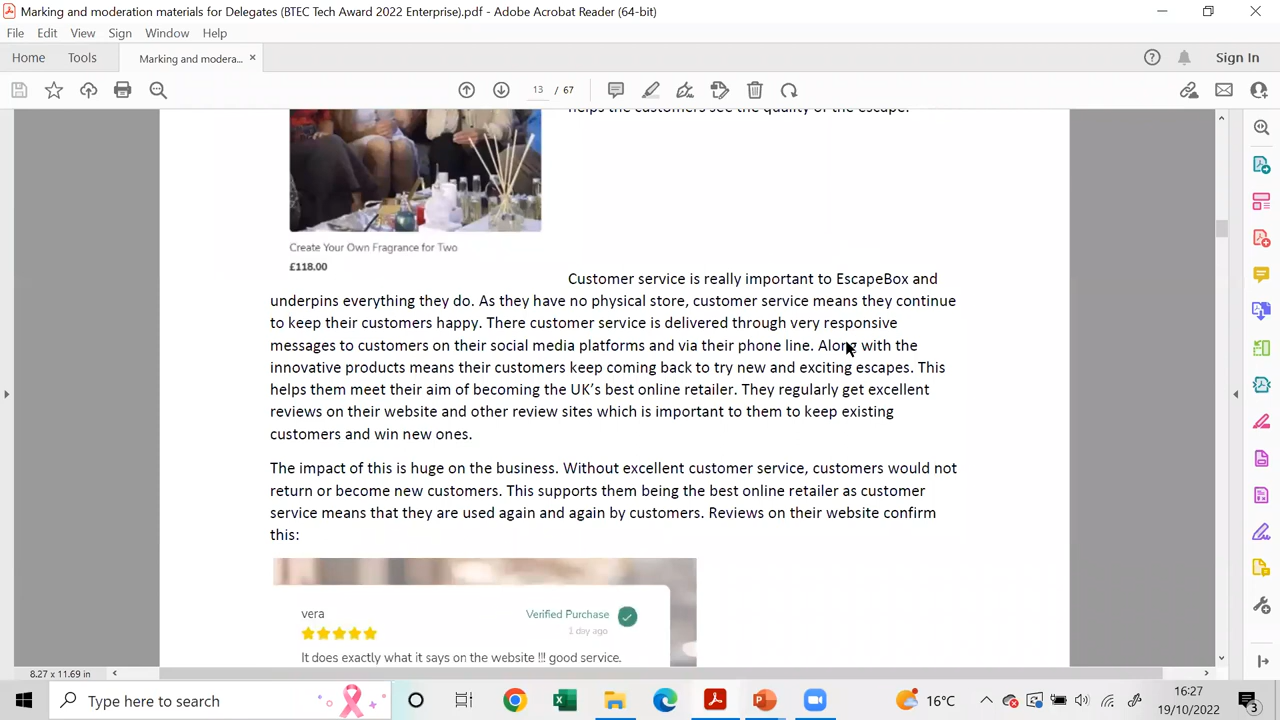 Marking and moderation materials for Delegates (BTEC Tech Award 2022 Enterprise).pdf - Adobe Acrobat Reader (64-bit)
File Edit View Sign Window Help
Home Tools Marking and modera... × Sign In
13 / 67
helps the customers see the quality of the escape.
Create Your Own Fragrance for Two
£118.00
Customer service is really important to EscapeBox and
underpins everything they do. As they have no physical store, customer service means they continue
to keep their customers happy. There customer service is delivered through very responsive
messages to customers on their social media platforms and via their phone line. Along with the
innovative products means their customers keep coming back to try new and exciting escapes. This
helps them meet their aim of becoming the UK’s best online retailer. They regularly get excellent
reviews on their website and other review sites which is important to them to keep existing
customers and win new ones.
The impact of this is huge on the business. Without excellent customer service, customers would not
return or become new customers. This supports them being the best online retailer as customer
service means that they are used again and again by customers. Reviews on their website confirm
this:
vera Verified Purchase
1 day ago
It does exactly what it says on the website !!! good service.
8.27 x 11.69 in
Type here to search 16°C 16:27
19/10/2022 3